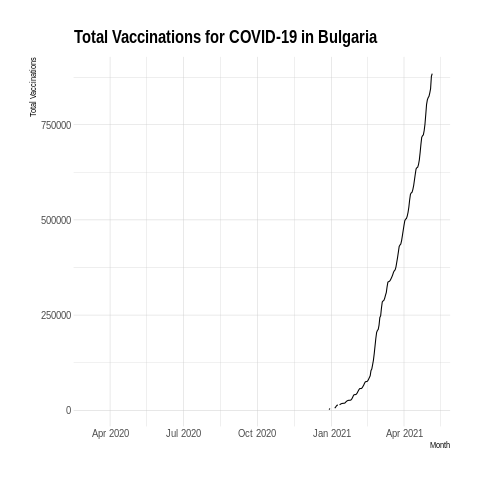 Total Vaccinations for COVID-19 in Bulgaria
Total Vaccinations
750000
500000
250000
0
Apr 2020 Jul 2020 Oct 2020 Jan 2021 Apr 2021
Month